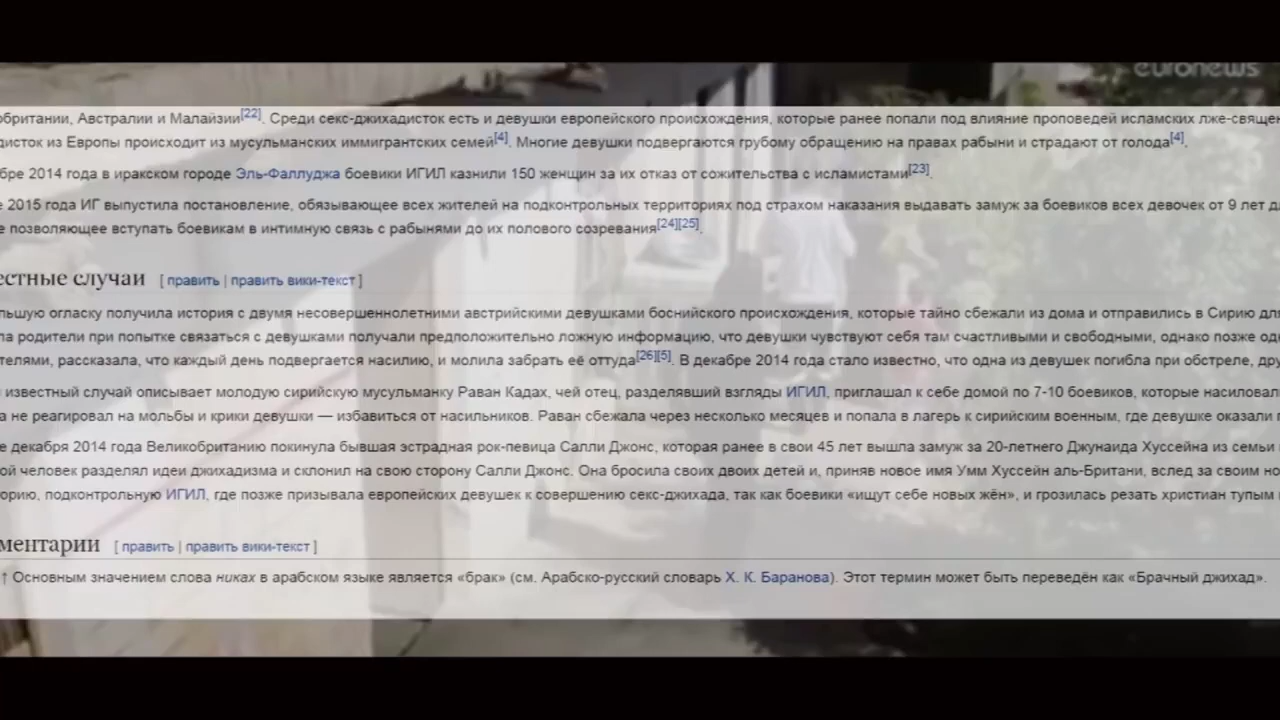 euronews
обритании, Австралии и Малайзии[22]. Среди секс-джихадисток есть и девушки европейского происхождения, которые ранее попали под влияние проповедей исламских лже-свящe
дисток из Европы происходит из мусульманских иммигрантских семей[4]. Многие девушки подвергаются грубому обращению на правах рабыни и страдают от голода[4].
бре 2014 года в иракском городе Эль-Фаллуджа боевики ИГИЛ казнили 150 женщин за их отказ от сожительства с исламистами[23].
е 2015 года ИГ выпустила постановление, обязывающее всех жителей на подконтрольных территориях под страхом наказания выдавать замуж за боевиков всех девочек от 9 лет д
е позволяющее вступать боевикам в интимную связь с рабынями до их полового созревания[24][25].
естные случаи [ править | править вики-текст ]
льшую огласку получила история с двумя несовершеннолетними австрийскими девушками боснийского происхождения, которые тайно сбежали из дома и отправились в Сирию для
ла родители при попытке связаться с девушками получали предположительно ложную информацию, что девушки чувствуют себя там счастливыми и свободными, однако позже од
телями, рассказала, что каждый день подвергается насилию, и молила забрать её оттуда[26][5]. В декабре 2014 года стало известно, что одна из девушек погибла при обстреле, дру
известный случай описывает молодую сирийскую мусульманку Раван Кадах, чей отец, разделявший взгляды ИГИЛ, приглашал к себе домой по 7-10 боевиков, которые насиловал
а не реагировал на мольбы и крики девушки — избавиться от насильников. Раван сбежала через несколько месяцев и попала в лагерь к сирийским военным, где девушке оказали п
е декабря 2014 года Великобританию покинула бывшая эстрадная рок-певица Салли Джонс, которая ранее в свои 45 лет вышла замуж за 20-летнего Джунаида Хуссейна из семьи
ой человек разделял идеи джихадизма и склонил на свою сторону Салли Джонс. Она бросила своих двоих детей и, приняв новое имя Умм Хуссейн аль-Британи, вслед за своим но
орию, подконтрольную ИГИЛ, где позже призывала европейских девушек к совершению секс-джихада, так как боевики «ищут себе новых жён», и грозилась резать христиан тупым
ментарии [ править | править вики-текст ]
↑ Основным значением слова никах в арабском языке является «брак» (см. Арабско-русский словарь Х. К. Баранова). Этот термин может быть переведён как «Брачный джихад».